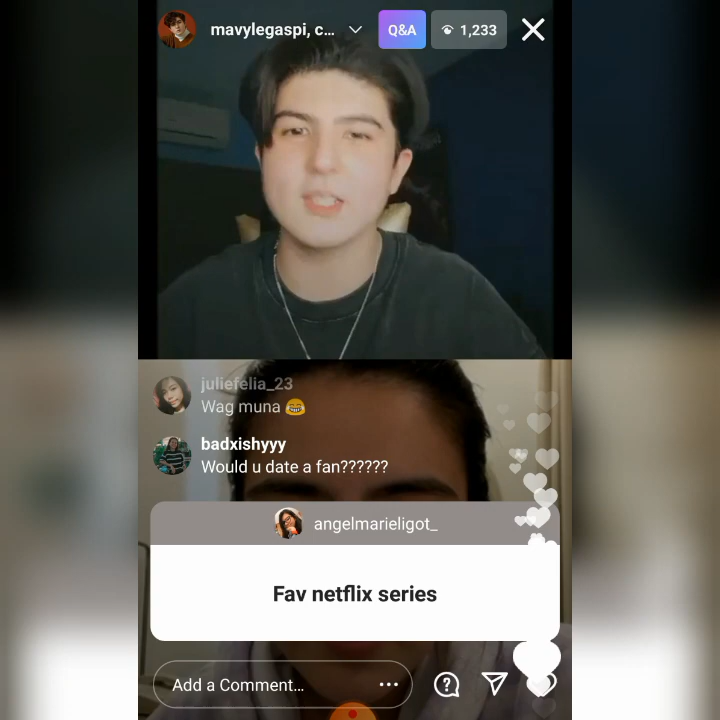 mavylegaspi, c...
Q&A
1,233
juliefelia_23
Wag muna 😂
badxishyyy
Would u date a fan??????
angelmarieligot_
Fav netflix series
Add a Comment...